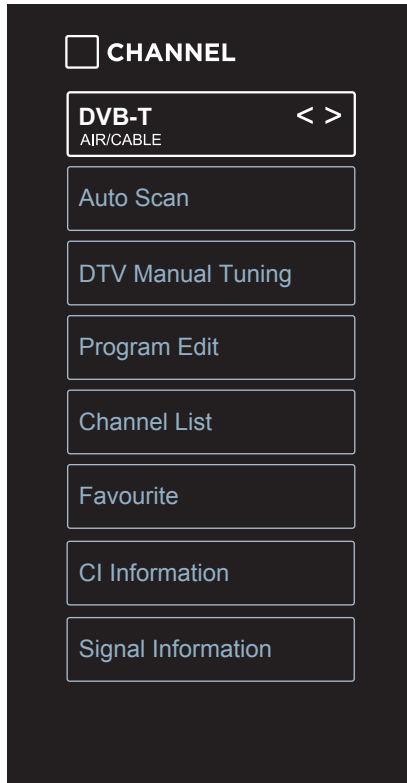 CHANNEL
DVB-T < >
AIR/CABLE
Auto Scan
DTV Manual Tuning
Program Edit
Channel List
Favourite
CI Information
Signal Information